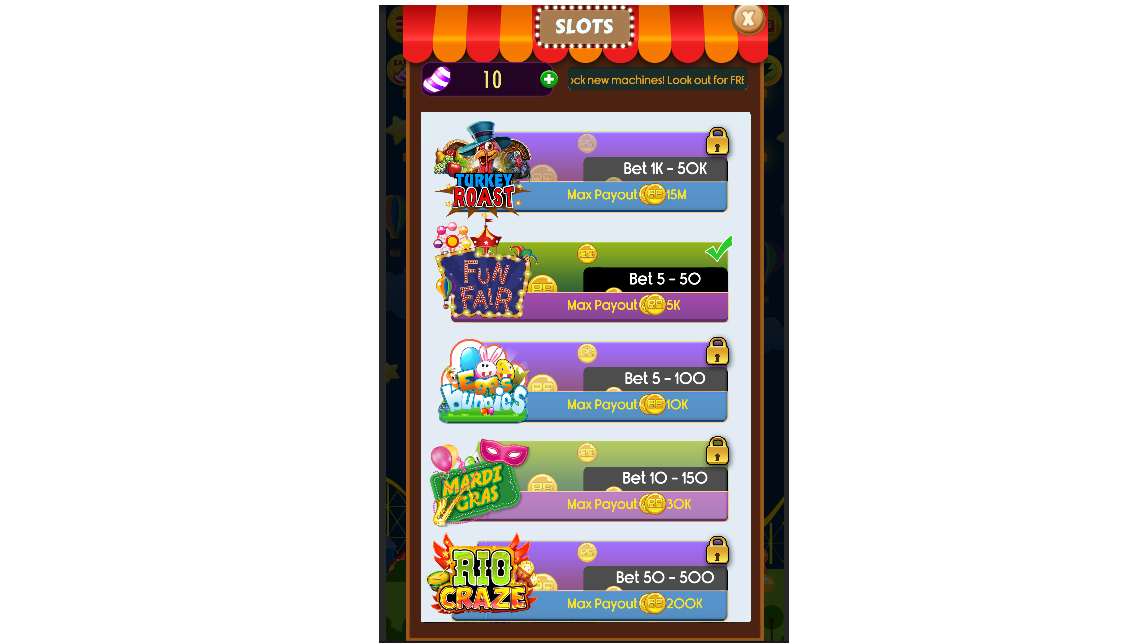 SLOTS
X
10
ock new machines! Look out for FRE
TURKEY
ROAST
Bet 1K - 50K
Max Payout 15M
FUN
FAIR
Bet 5 - 50
Max Payout 5K
Eggs
bunnies
Bet 5 - 100
Max Payout 10K
MARDI
GRAS
Bet 10 - 150
Max Payout 30K
RIO
CRAZE
Bet 50 - 500
Max Payout 200K